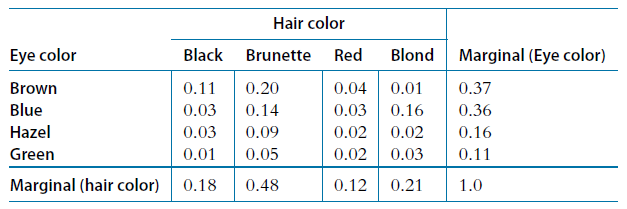 Hair color
Eye color Black Brunette Red Blond Marginal (Eye color)
Brown 0.11 0.20 0.04 0.01 0.37
Blue 0.03 0.14 0.03 0.16 0.36
Hazel 0.03 0.09 0.02 0.02 0.16
Green 0.01 0.05 0.02 0.03 0.11
Marginal (hair color) 0.18 0.48 0.12 0.21 1.0